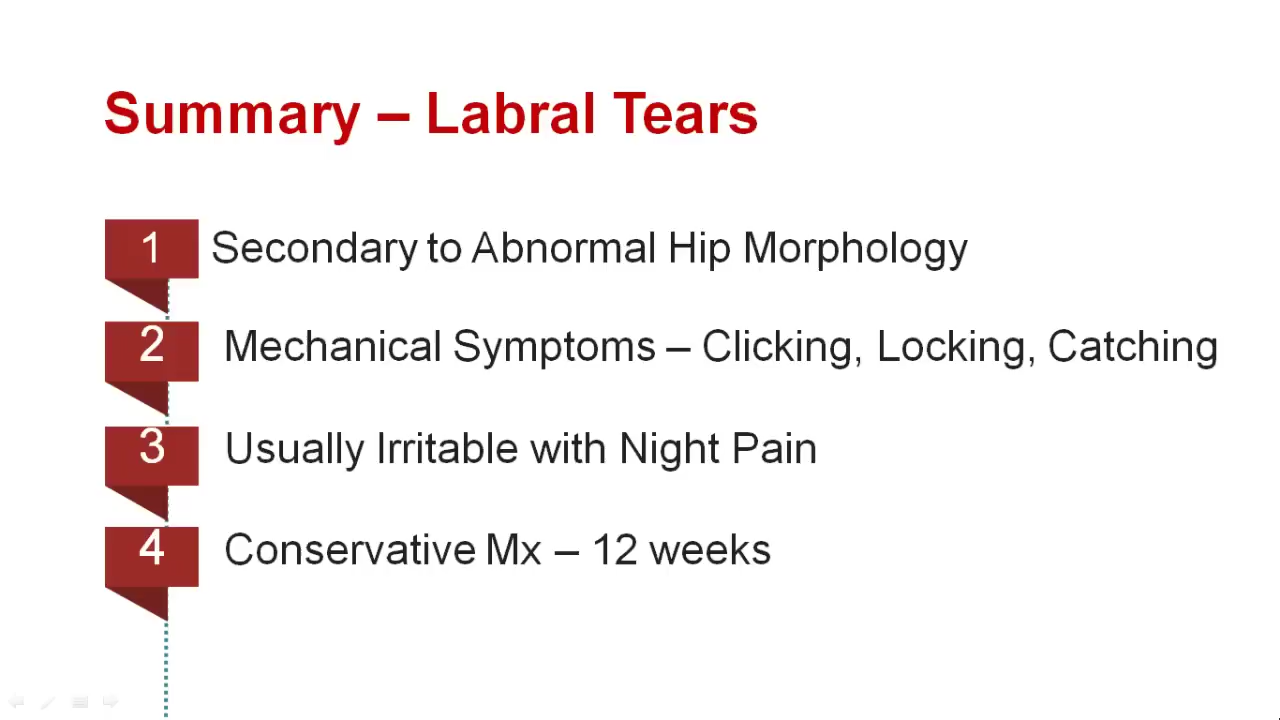 Summary – Labral Tears
1 Secondary to Abnormal Hip Morphology
2 Mechanical Symptoms – Clicking, Locking, Catching
3 Usually Irritable with Night Pain
4 Conservative Mx – 12 weeks